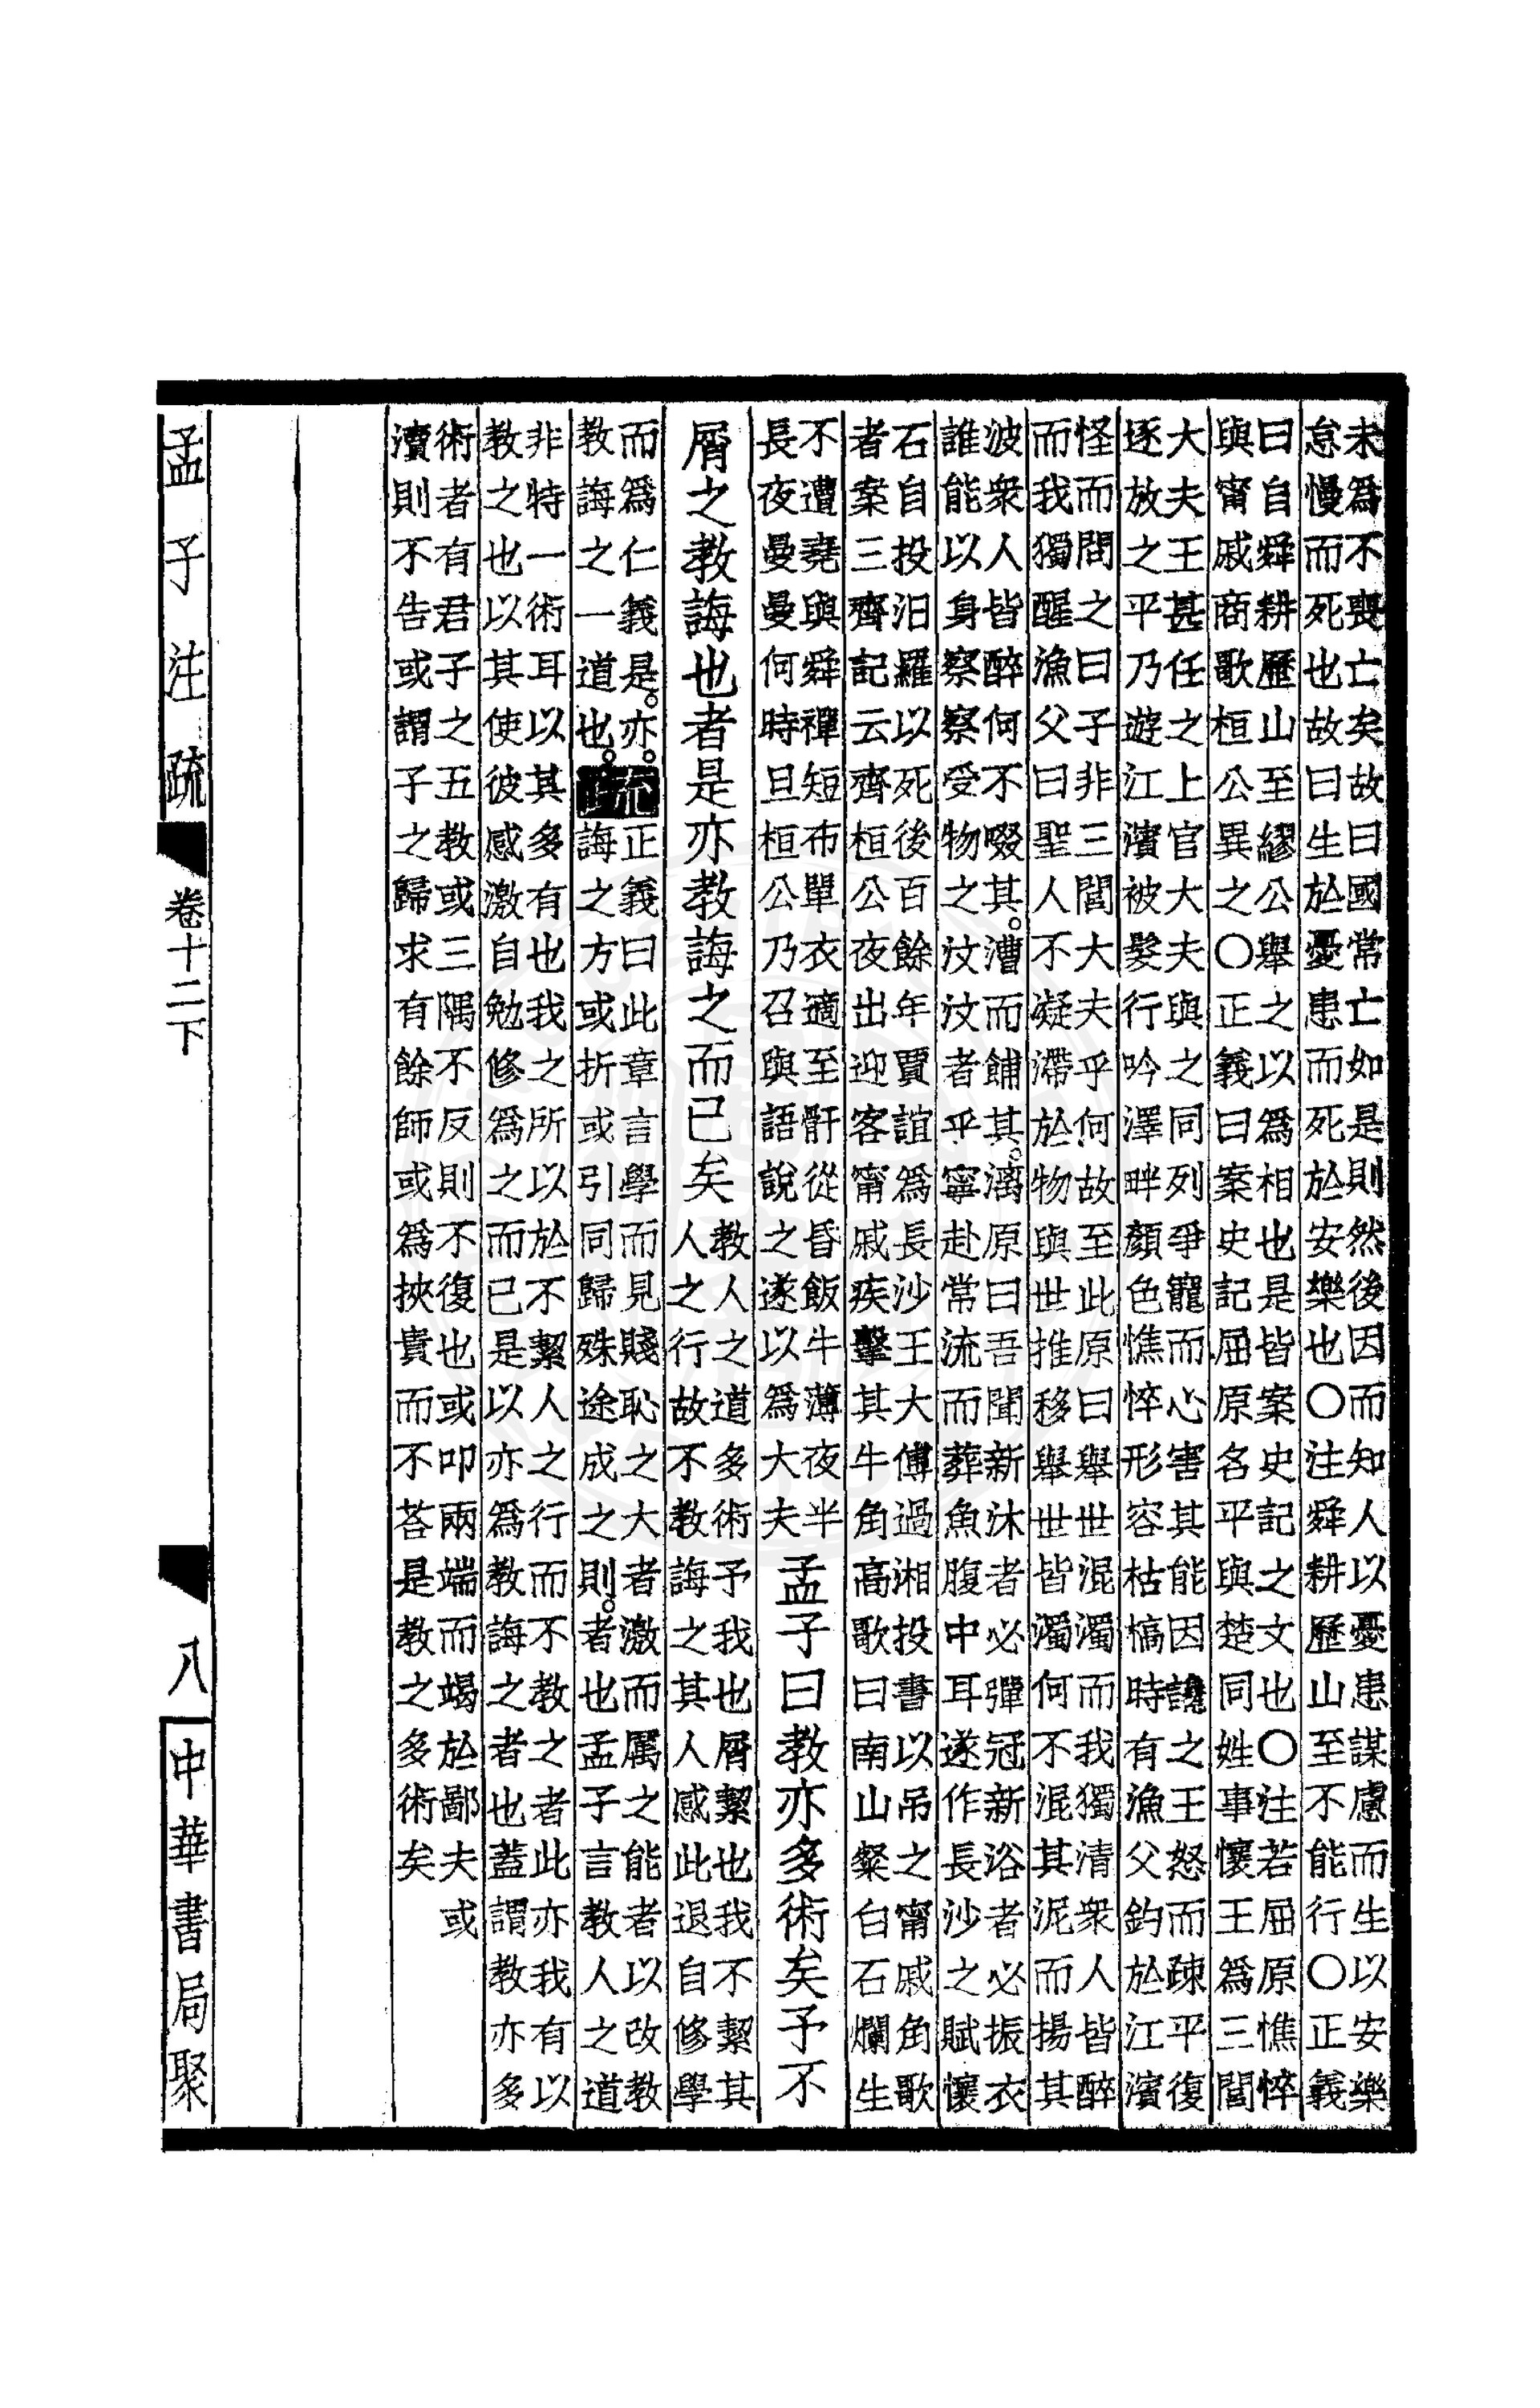 未爲不喪亡矣故曰國常亡如是則然後因而知人以憂患謀慮而生以安樂
怠慢而死也故曰生於憂患而死於安樂也〇注舜耕歷山至不能行〇正義
曰自舜耕歷山至繆公舉之以爲相也是皆案史記之文也〇注若屈原憔悴
與甯戚商歌桓公異之〇正義曰案史記屈原名平與楚同姓事懷王爲三閭
大夫王甚任之上官大夫與之同列爭寵而心害其能因讒之王怒而疎平復
逐放之平乃遊江濱被髮行吟澤畔顏色憔悴形容枯槁時有漁父釣於江濱
怪而問之曰子非三閭大夫乎何故至此原曰舉世混濁而我獨清衆人皆醉
而我獨醒漁父曰聖人不凝滯於物與世推移舉世皆濁何不混其泥而揚其
波衆人皆醉何不啜其。漕而餔其。漓原曰吾聞新沐者必彈冠新浴者必振衣
誰能以身察察受物之汶汶者乎寧赴常流而葬魚腹中耳遂作長沙之賦懷
石自投汨羅以死後百餘年賈誼爲長沙王大傅過湘投書以吊之甯戚角歌
者案三齊記云齊桓公夜出迎客甯戚疾擊其牛角高歌曰南山粲白石爛生
不遭堯與舜禪短布單衣適至骭從昏飯牛薄夜半
長夜曼曼何時旦桓公乃召與語說之遂以爲大夫
孟子曰教亦多術矣予不
屑之教誨也者是亦教誨之而已矣
教人之道多術予我也屑絜也我不絜其
人之行故不教誨之其人感此退自修學
而爲仁義是。亦。
教誨之一道也。
疏
正義曰此章言學而見賤恥之大者激而厲之能者以改教
誨之方或折或引同歸殊途成之則。者也孟子言教人之道
非特一術耳以其多有也我之所以於不絜人之行而不教之者此亦我有以
教之也以其使彼感激自勉修爲之而已是以亦爲教誨之者也蓋謂教亦多
術者有君子之五教或三隅不反則不復也或叩兩端而竭於鄙夫或
瀆則不告或謂子之歸求有餘師或爲挾貴而不荅是教之多術矣
孟子注疏 卷十二下 八 中華書局聚